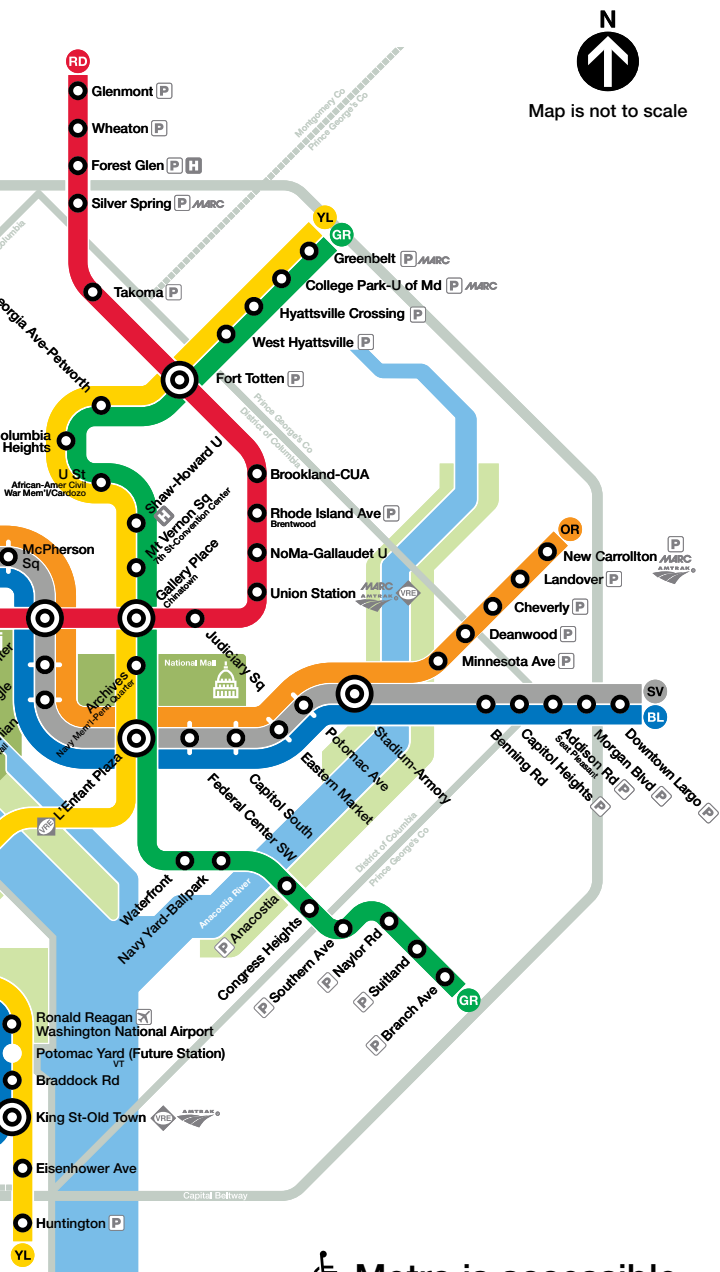 N
Map is not to scale
RD
Glenmont P
Wheaton P
Forest Glen P H
Silver Spring P MARC
Takoma P
Montgomery Co
Prince George's Co
YL
GR
Greenbelt P MARC
College Park-U of Md P MARC
Hyattsville Crossing P
West Hyattsville P
Fort Totten P
Prince George's Co
District of Columbia
eorgia Ave-Petworth
olumbia
olumbia
Heights
U St
African-Amer Civil
War Mem'l/Cardozo
Shaw-Howard U
H
Mt Vernon Sq
7th St-Convention Center
Gallery Place
Chinatown
Brookland-CUA
Rhode Island Ave P
Brentwood
NoMa-Gallaudet U
Union Station MARC AMTRAK VRE
Judiciary Sq
McPherson
Sq
OR
New Carrollton P MARC AMTRAK
Landover P
Cheverly P
Deanwood P
Minnesota Ave P
National Mall
Archives
Navy Mem'l-Penn Quarter
L'Enfant Plaza
VRE
SV
BL
Federal Center SW
Capitol South
Eastern Market
Potomac Ave
Stadium-Armory
Benning Rd
Capitol Heights P
Addison Rd P
Seat Pleasant
Morgan Blvd P
Downtown Largo P
District of Columbia
Prince George's Co
Waterfront
Navy Yard-Ballpark
Anacostia River
P Anacostia
Congress Heights
P Southern Ave
P Naylor Rd
P Suitland
P Branch Ave
GR
Ronald Reagan
Washington National Airport
Potomac Yard (Future Station)
VT
Braddock Rd
King St-Old Town VRE AMTRAK
Eisenhower Ave
Capital Beltway
Huntington P
YL